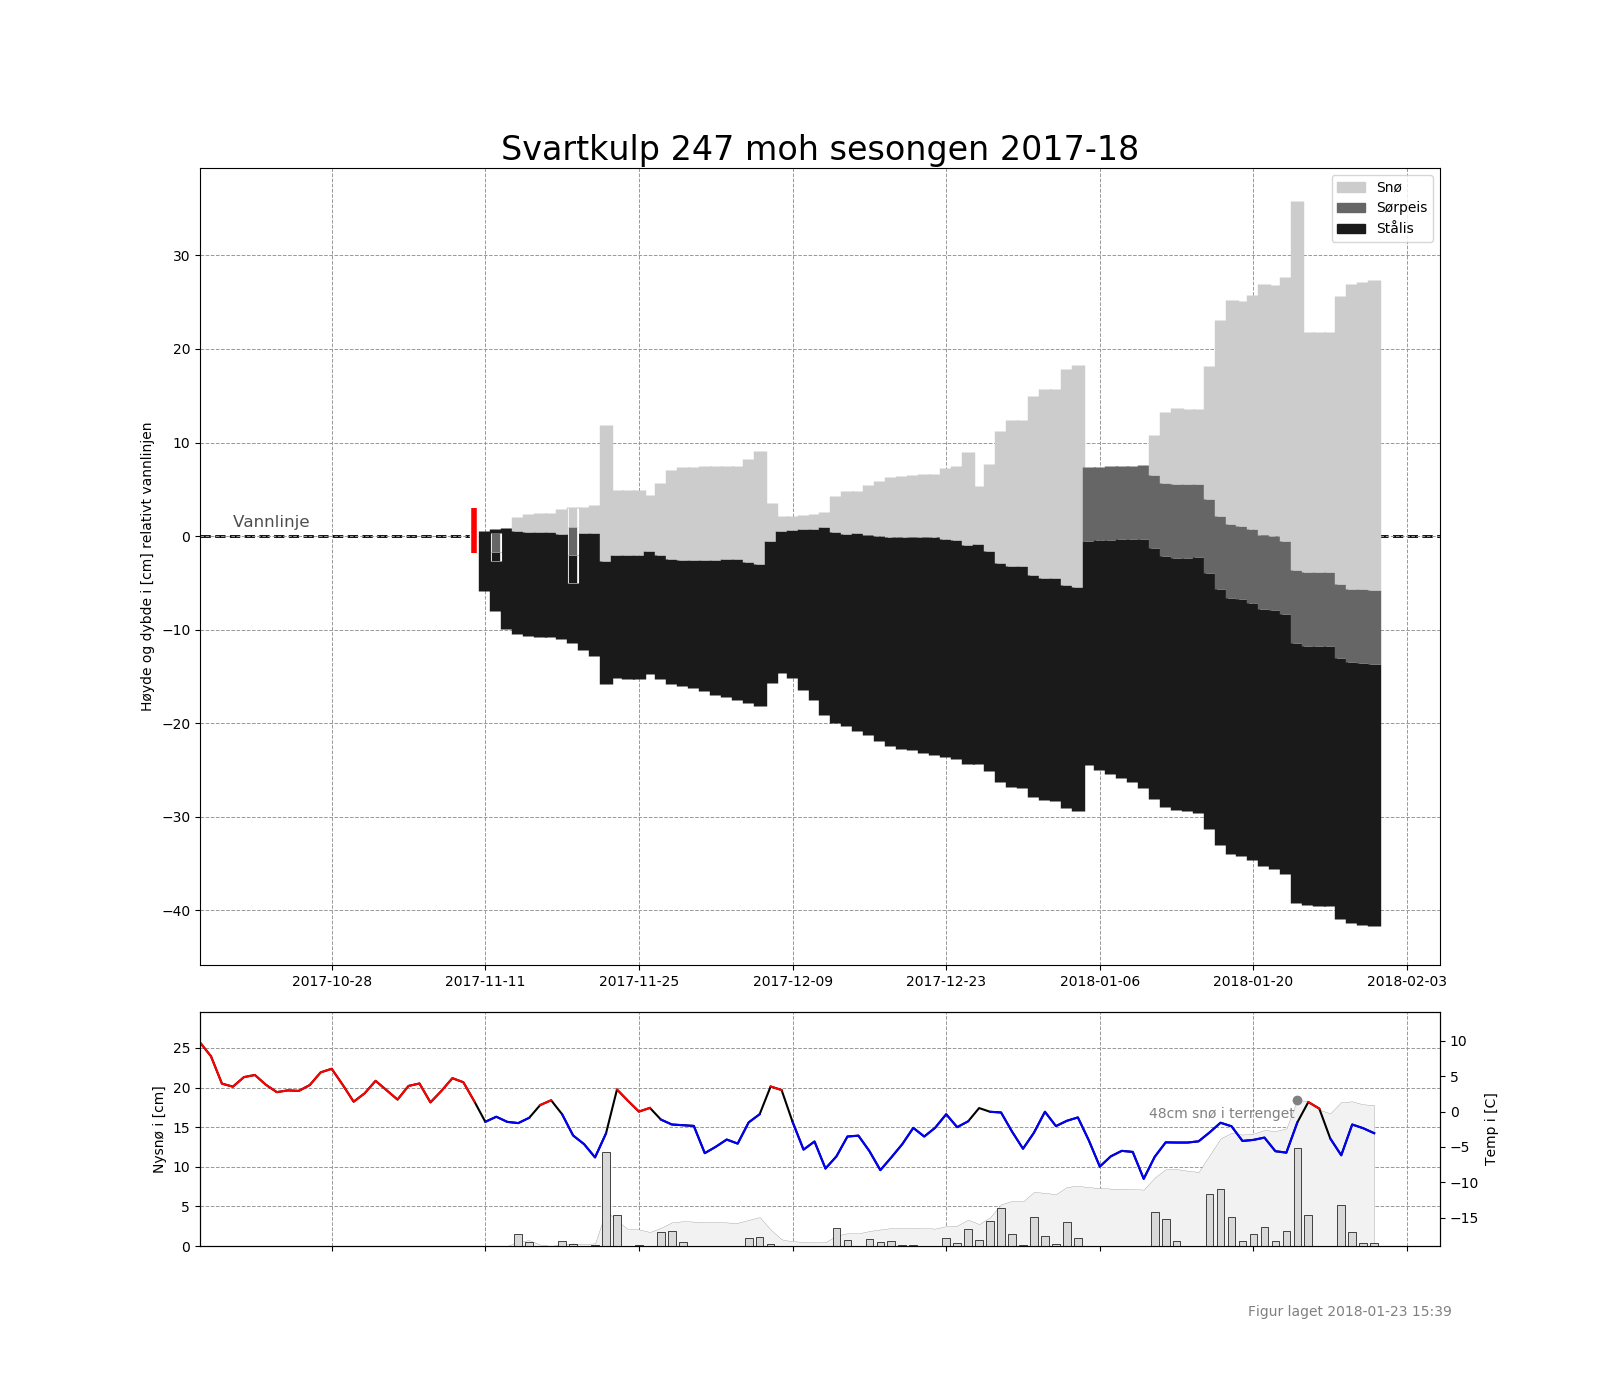 Svartkulp 247 moh sesongen 2017-18
Snø
Sørpeis
Stålis
Høyde og dybde i [cm] relativt vannlinjen
30
20
10
0
−10
−20
−30
−40
Vannlinje
2017-10-28 2017-11-11 2017-11-25 2017-12-09 2017-12-23 2018-01-06 2018-01-20 2018-02-03
Nysnø i [cm]
25
20
15
10
5
0
48cm snø i terrenget
10
5
0
−5
−10
−15
Temp i [C]
Figur laget 2018-01-23 15:39